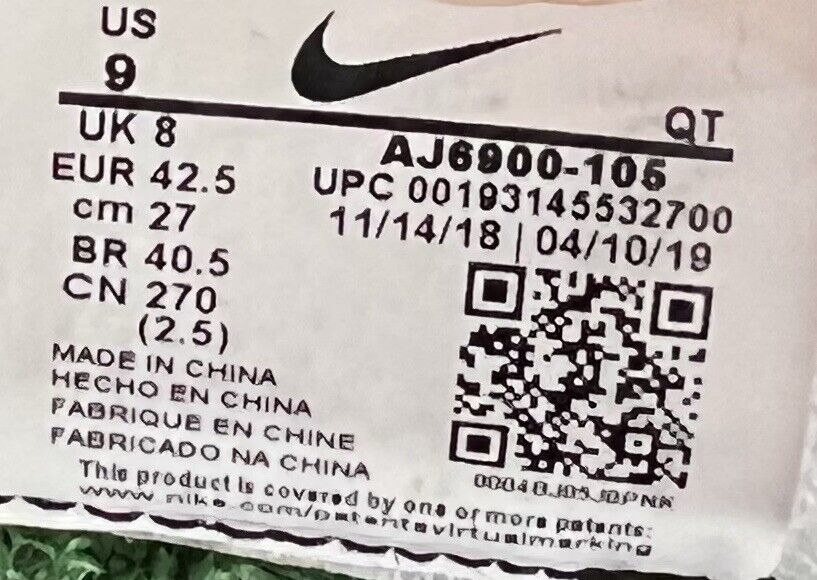 US
9
QT
UK 8
EUR 42.5
cm 27
BR 40.5
CN 270
(2.5)
AJ6900-105
UPC 00193145532700
11/14/18 | 04/10/19
MADE IN CHINA
HECHO EN CHINA
FABRIQUE EN CHINE
FABRICADO NA CHINA
This product is covered by one or more patents:
www.nike.com/patentsvirtualmarking